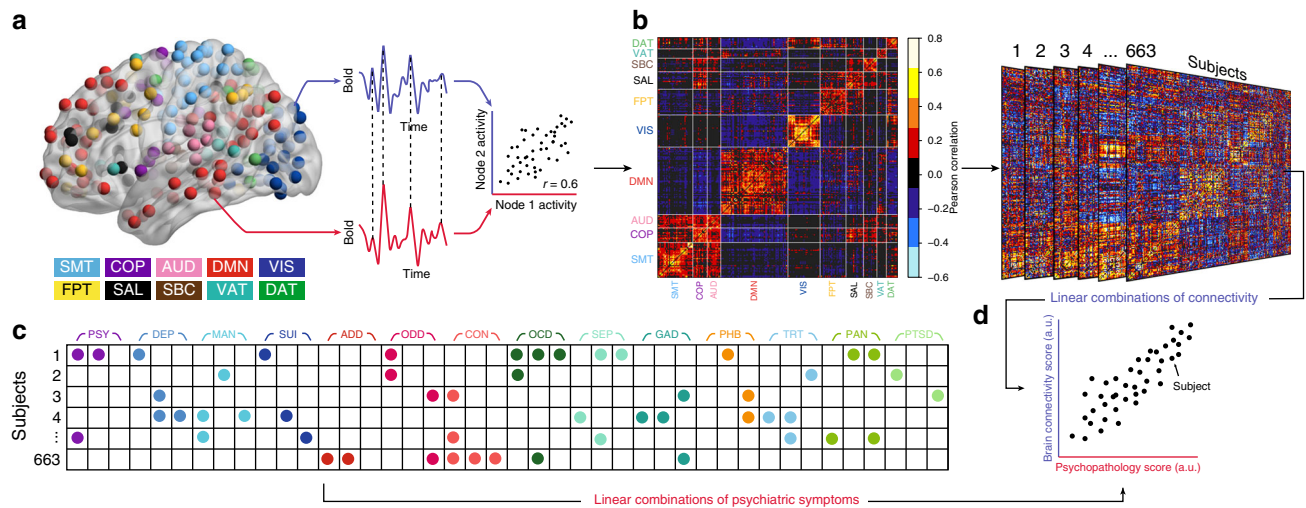 a
Bold
Time
Node 2 activity
r = 0.6
Node 1 activity
Bold
Time
SMT COP AUD DMN VIS
FPT SAL SBC VAT DAT
b
DAT
VAT
SBC
SAL
FPT
VIS
DMN
AUD
COP
SMT
SMT COP AUD DMN VIS FPT SAL SBC VAT DAT
0.8
0.6
0.4
0.2
0.0
−0.2
−0.4
−0.6
Pearson correlation
1 2 3 4 ... 663
Subjects
Linear combinations of connectivity
c
PSY DEP MAN SUI ADD ODD CON OCD SEP GAD PHB TRT PAN PTSD
Subjects
1
2
3
4
...
663
Linear combinations of psychiatric symptoms
d
Brain connectivity score (a.u.)
Subject
Psychopathology score (a.u.)